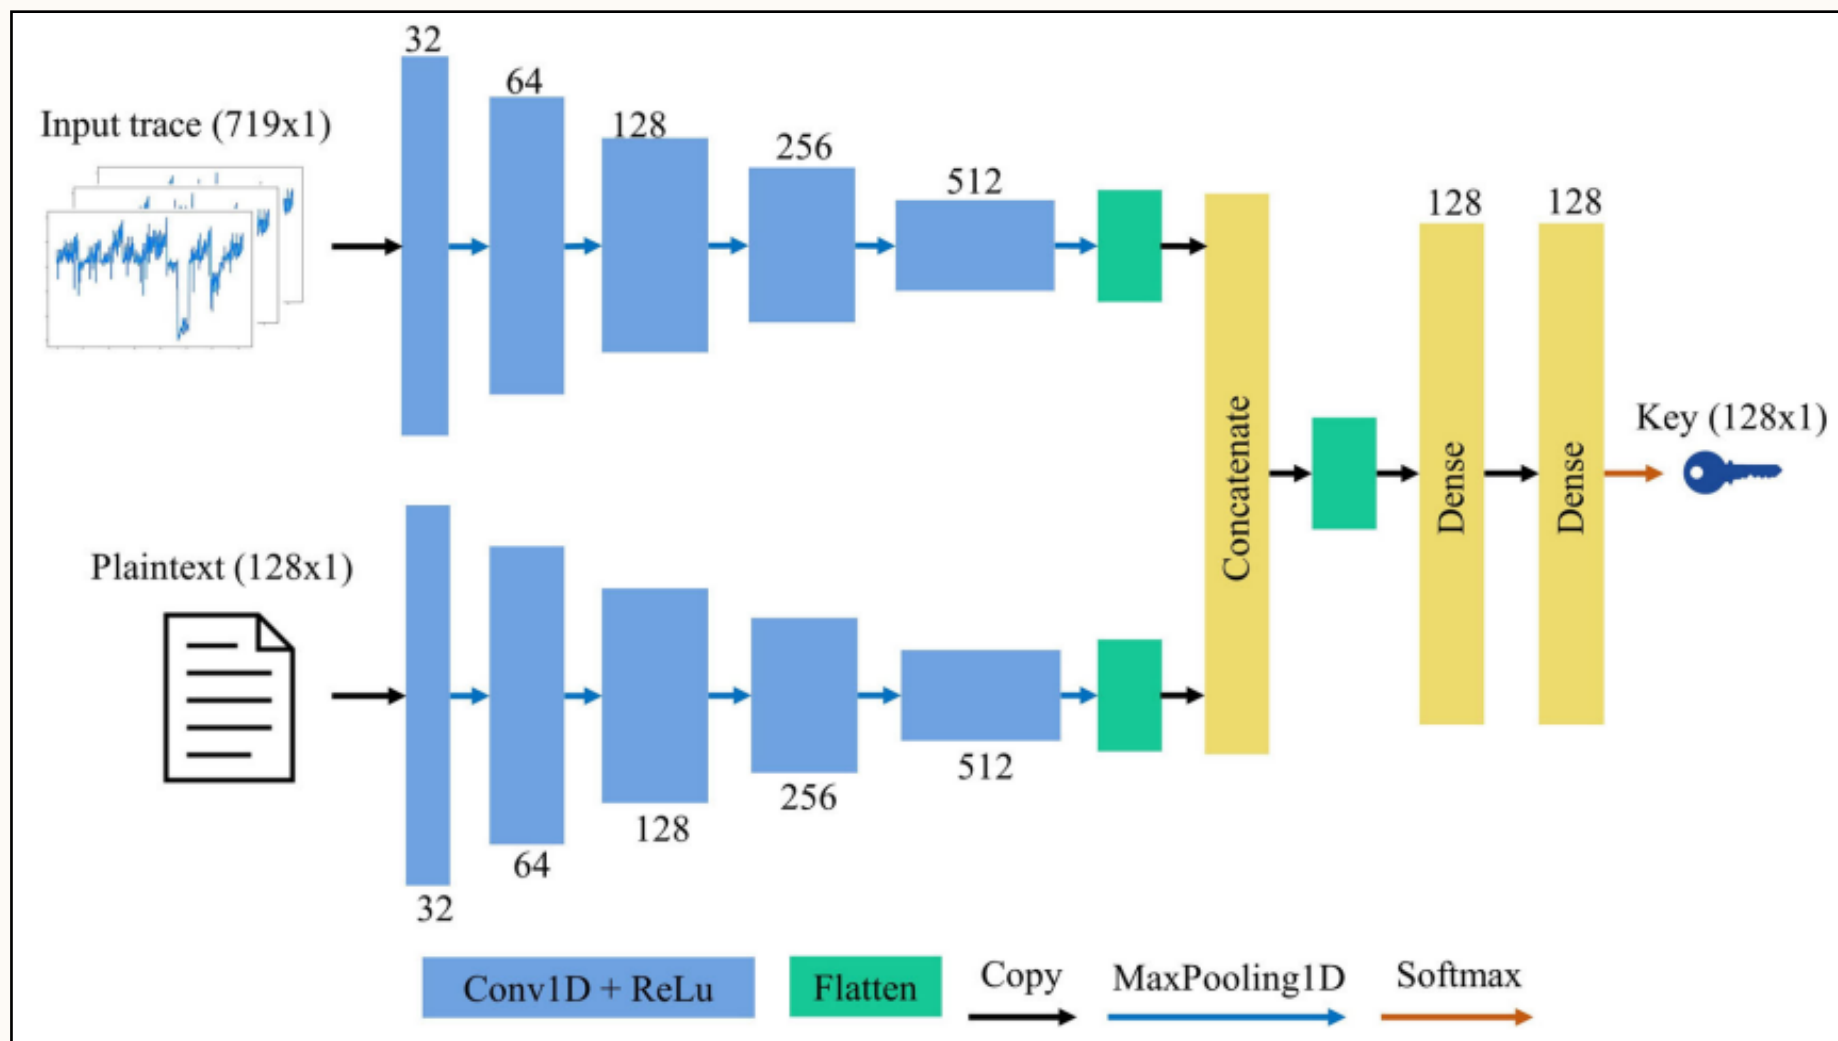 32
64
128
256
512
Input trace (719x1)
128
128
Concatenate
Dense
Dense
Key (128x1)
Plaintext (128x1)
32
64
128
256
512
Conv1D + ReLu
Flatten
Copy
MaxPooling1D
Softmax